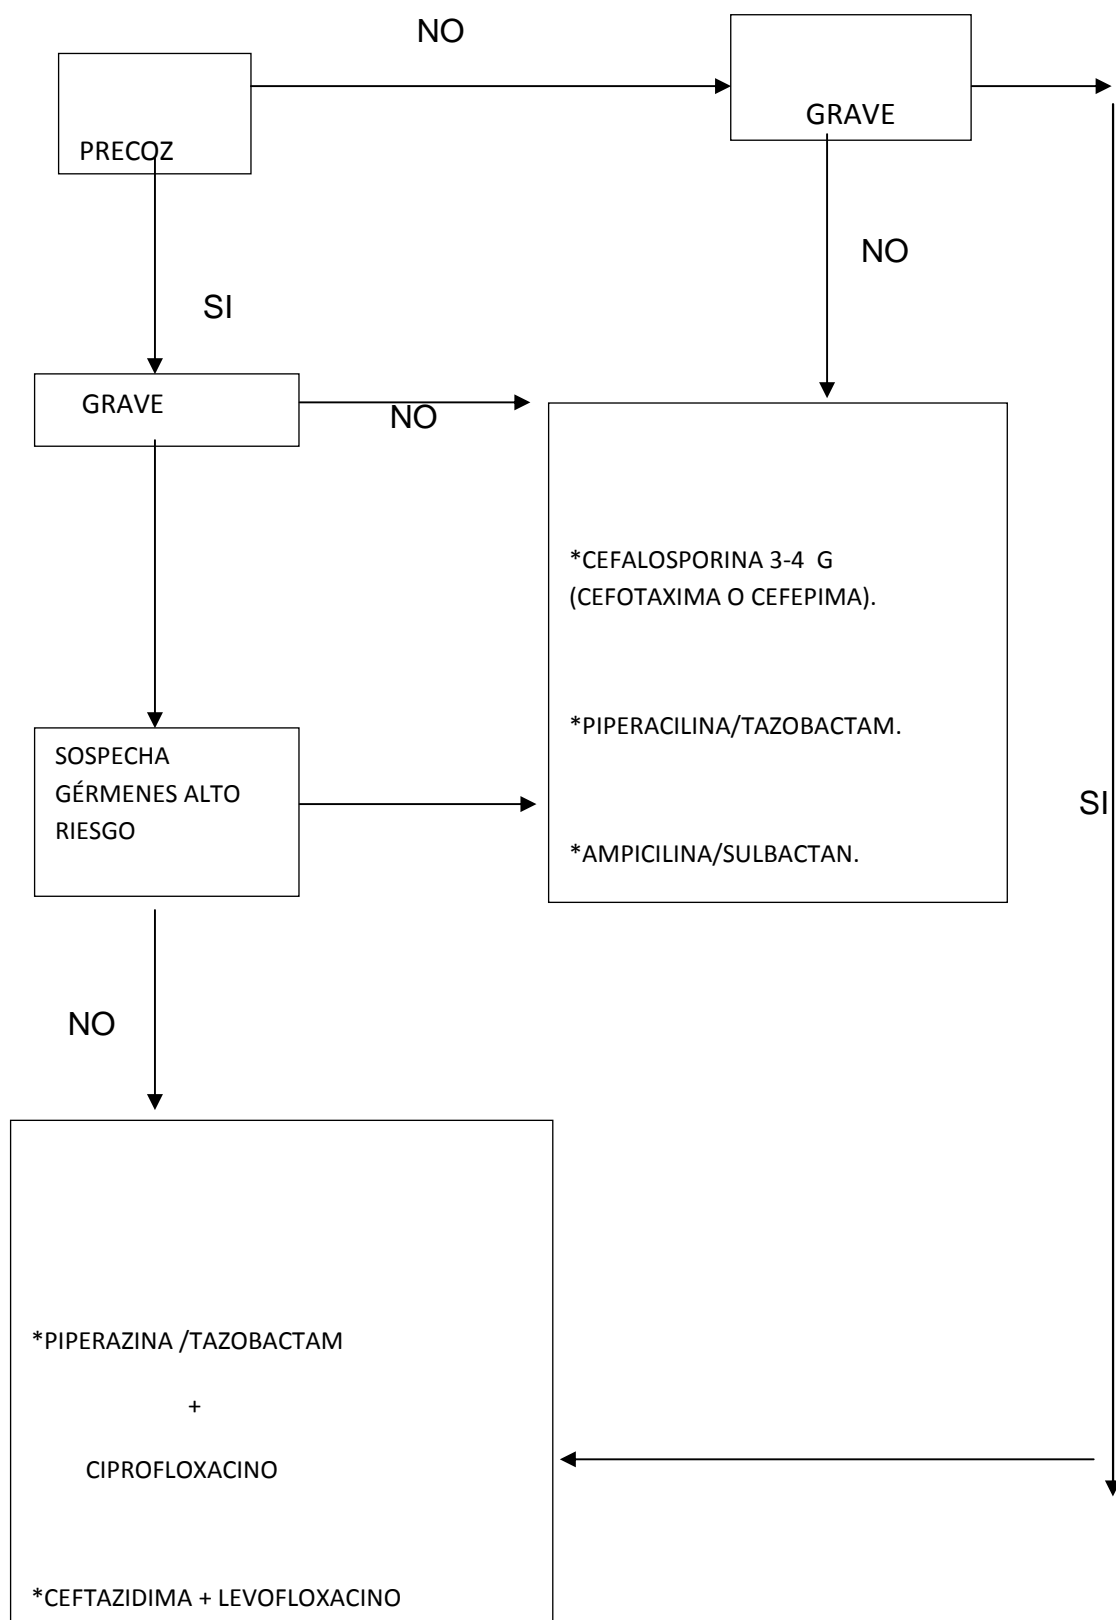 NO
PRECOZ
GRAVE
NO
SI
GRAVE
NO
*CEFALOSPORINA 3-4 G
(CEFOTAXIMA O CEFEPIMA).
*PIPERACILINA/TAZOBACTAM.
*AMPICILINA/SULBACTAN.
SOSPECHA
GÉRMENES ALTO
RIESGO
SI
NO
*PIPERAZINA /TAZOBACTAM
+
CIPROFLOXACINO
*CEFTAZIDIMA + LEVOFLOXACINO